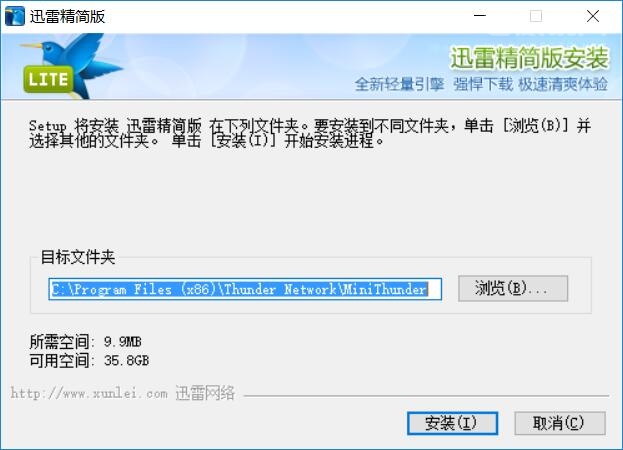 迅雷精简版
LITE
迅雷精简版安装
全新轻量引擎 强悍下载 极速清爽体验
Setup 将安装 迅雷精简版 在下列文件夹。要安装到不同文件夹，单击 [浏览(B)] 并
选择其他的文件夹。 单击 [安装(I)] 开始安装进程。
目标文件夹
C:\Program Files (x86)\Thunder Network\MiniThunder
浏览(B)...
所需空间: 9.9MB
可用空间: 35.8GB
http://www.xunlei.com 迅雷网络
安装(I)
取消(C)